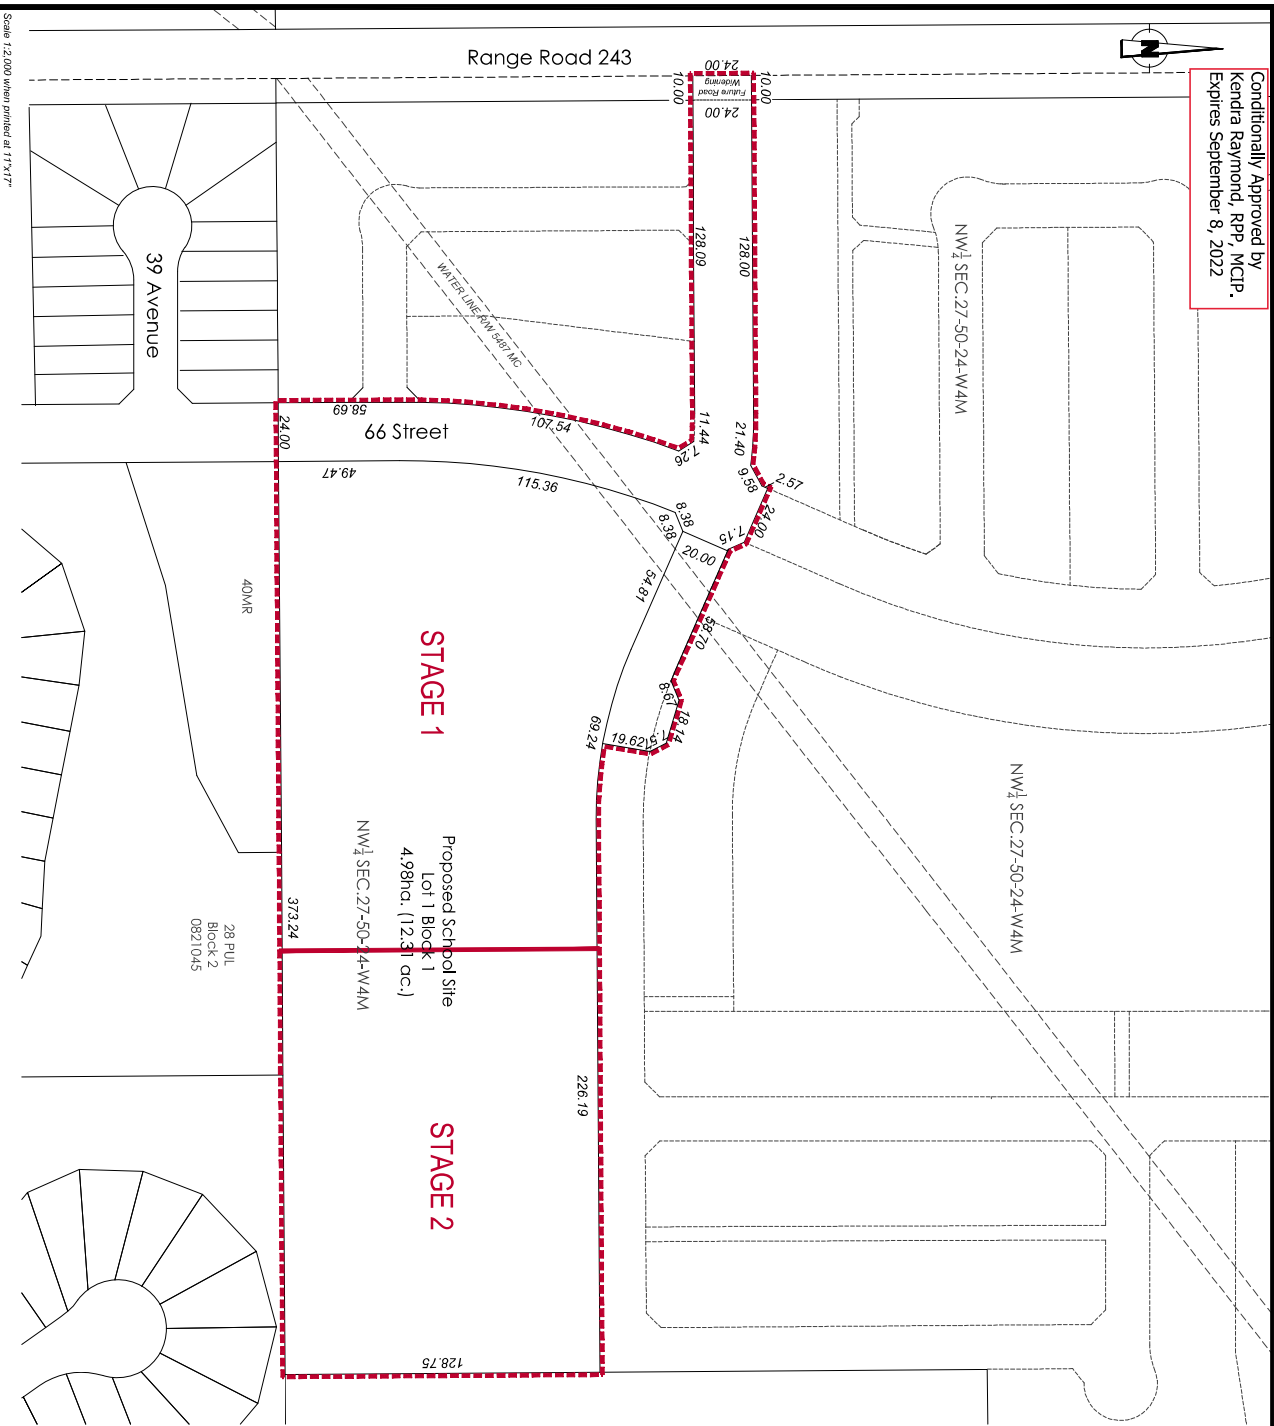 Conditionally Approved by
Kendra Raymond, RPP, MCIP.
Expires September 8, 2022
N
Range Road 243
24.00
Future Road
Widening
24.00
10.00
10.00
128.09
128.00
11.44
21.40
7.26
9.58
2.57
24.00
7.15
20.00
8.38
8.38
54.81
58.70
8.67
18.14
7.57
19.62
69.24
58.69
107.54
66 Street
24.00
49.47
115.36
39 Avenue
WATER LINE R/W 5487 MC
NW¼ SEC.27-50-24-W4M
NW¼ SEC.27-50-24-W4M
40MR
STAGE 1
Proposed School Site
Lot 1 Block 1
4.98ha. (12.31 ac.)
NW¼ SEC.27-50-24-W4M
373.24
28 PUL
Block 2
0821045
226.19
STAGE 2
128.75
Scale 1:2,000 when printed at 11"x17"